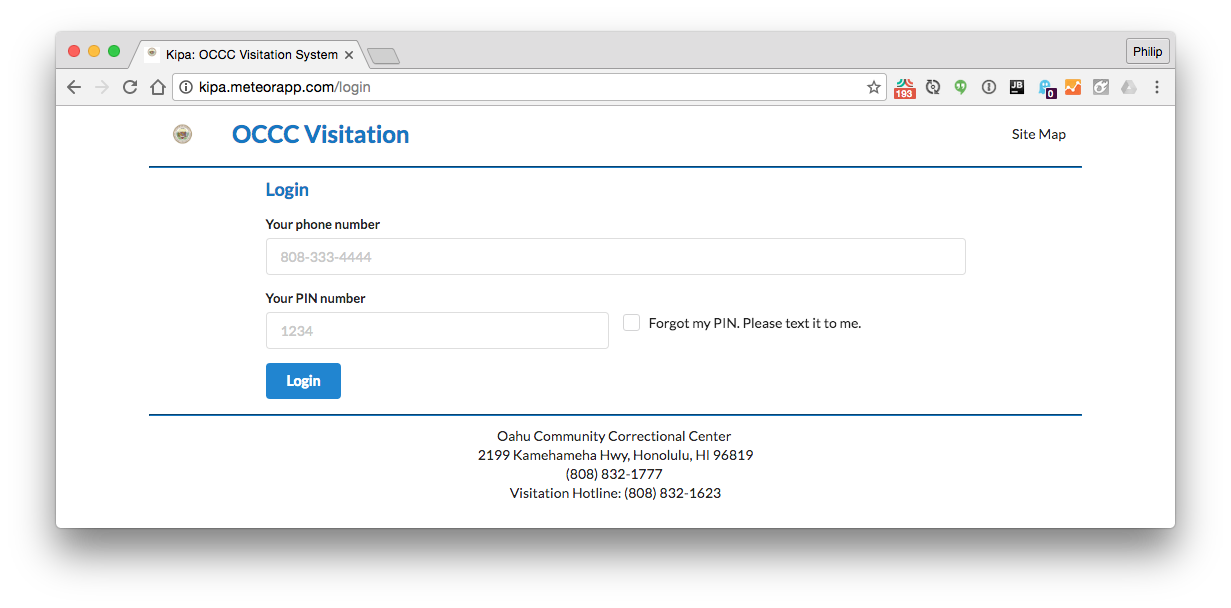 Kipa: OCCC Visitation System
Philip
kipa.meteorapp.com/login
193
JB
0
OCCC Visitation
Site Map
Login
Your phone number
808-333-4444
Your PIN number
1234
Forgot my PIN. Please text it to me.
Login
Oahu Community Correctional Center
2199 Kamehameha Hwy, Honolulu, HI 96819
(808) 832-1777
Visitation Hotline: (808) 832-1623